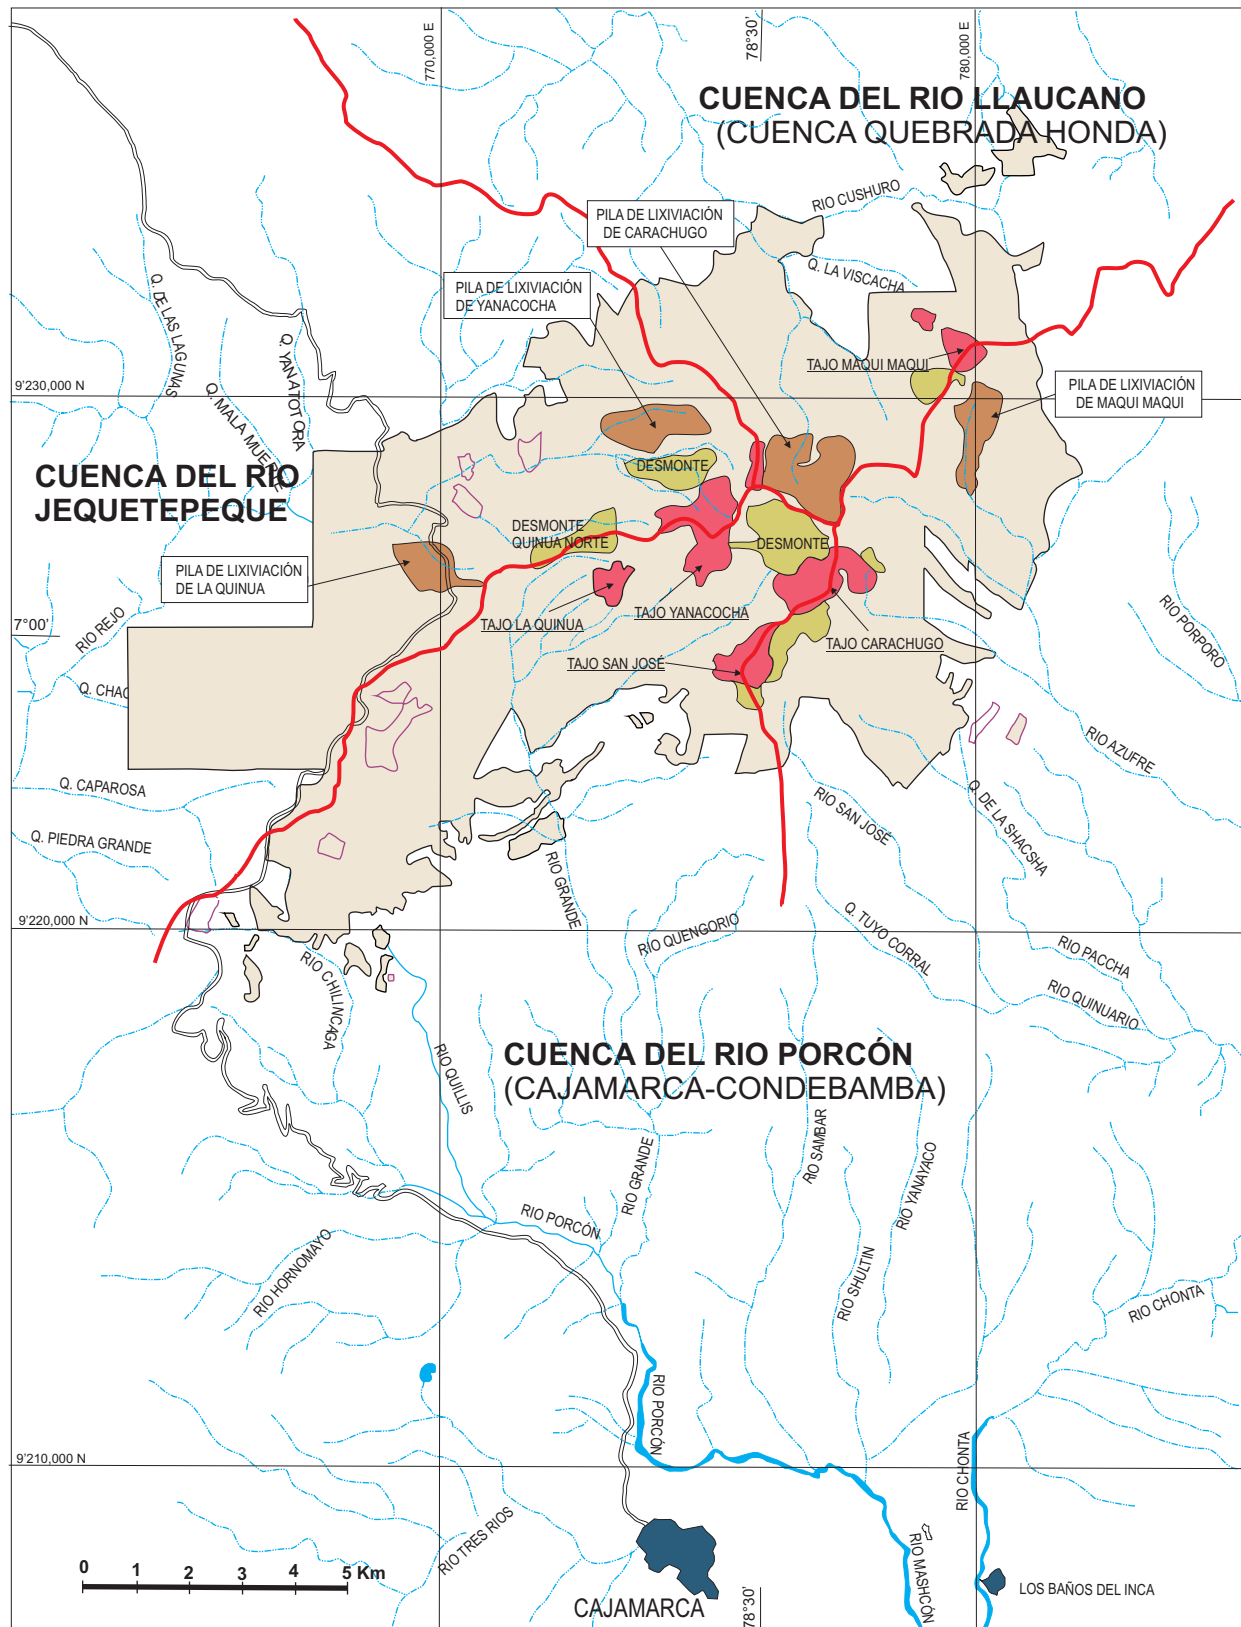 770,000 E
78°30'
780,000 E
CUENCA DEL RIO LLAUCANO
(CUENCA QUEBRADA HONDA)
RIO CUSHURO
PILA DE LIXIVIACIÓN
DE CARACHUGO
Q. LA VISCACHA
PILA DE LIXIVIACIÓN
DE YANACOCHA
Q. DE LAS LAGUNAS
Q. YANATOTORA
Q. MALA MUERTE
TAJO MAQUI MAQUI
9'230,000 N
PILA DE LIXIVIACIÓN
DE MAQUI MAQUI
CUENCA DEL RIO
JEQUETEPEQUE
DESMONTE
DESMONTE
QUINUA NORTE
DESMONTE
PILA DE LIXIVIACIÓN
DE LA QUINUA
7°00'
RIO REJO
TAJO LA QUINUA
TAJO YANACOCHA
TAJO CARACHUGO
RIO PORPORO
TAJO SAN JOSÉ
Q. CHAC
RIO AZUFRE
Q. CAPAROSA
RIO SAN JOSÉ
Q. DE LA SHACSHA
Q. PIEDRA GRANDE
RIO GRANDE
9'220,000 N
RIO QUENGORIO
Q. TUYO CORRAL
RIO PACCHA
RIO CHILINCAGA
RIO QUINUARIO
CUENCA DEL RIO PORCÓN
(CAJAMARCA-CONDEBAMBA)
RIO QUILLIS
RIO GRANDE
RIO SAMBAR
RIO YANAYACO
RIO PORCÓN
RIO HORNOMAYO
RIO SHULTIN
RIO CHONTA
RIO PORCÓN
9'210,000 N
RIO CHONTA
RIO TRES RIOS
RIO MASHCÓN
0 1 2 3 4 5 Km
LOS BAÑOS DEL INCA
CAJAMARCA
78°30'